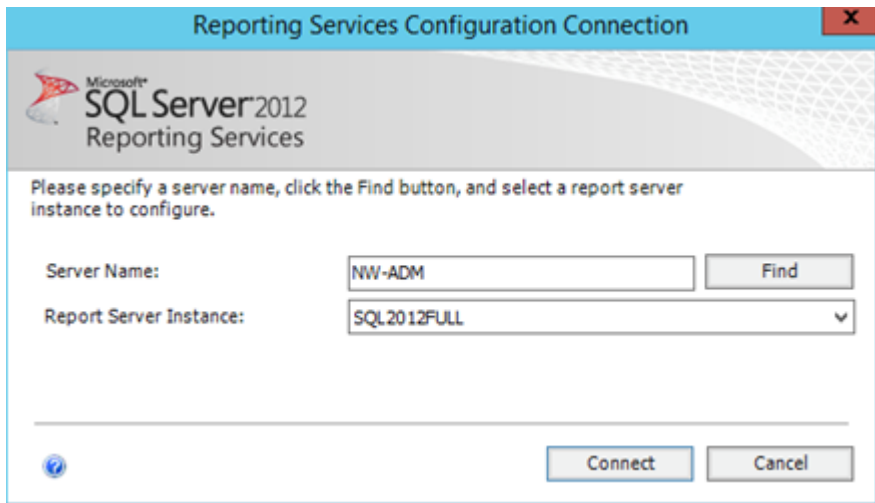 Reporting Services Configuration Connection
x
Microsoft®
SQL Server 2012
Reporting Services
Please specify a server name, click the Find button, and select a report server
instance to configure.
Server Name:
NW-ADM
Find
Report Server Instance:
SQL2012FULL
?
Connect
Cancel